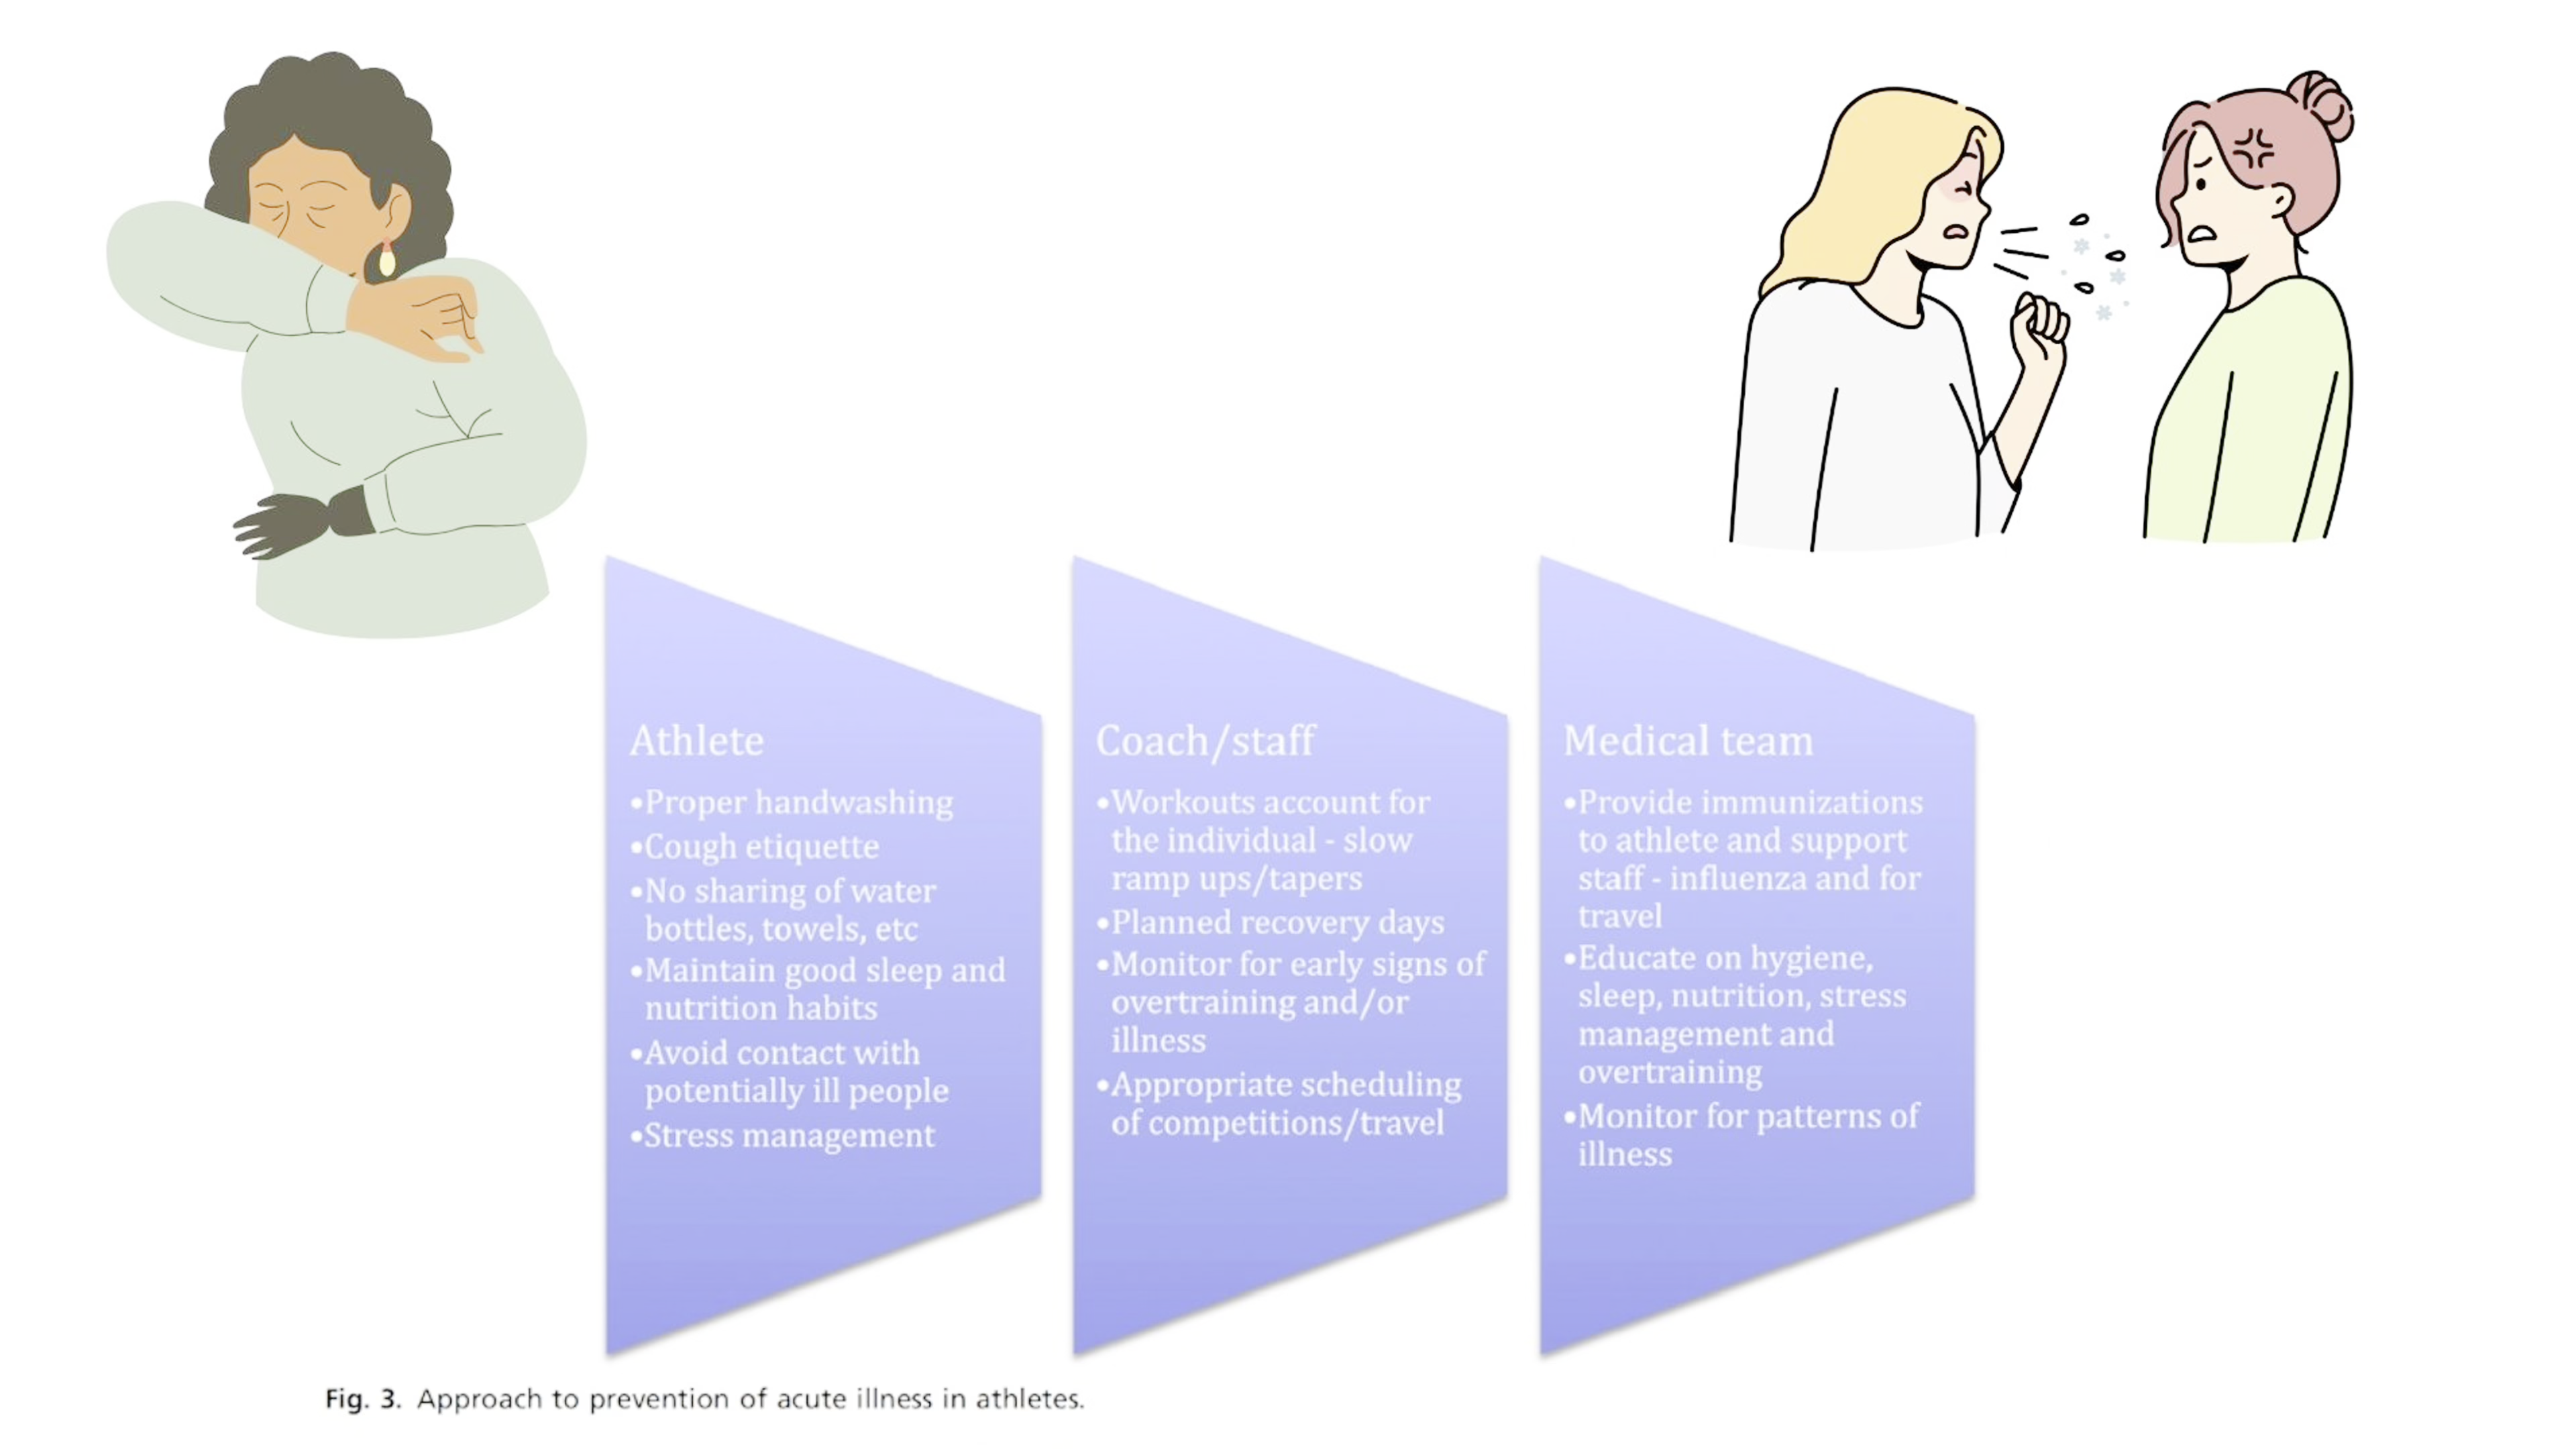 Athlete
•Proper handwashing
•Cough etiquette
•No sharing of water
bottles, towels, etc
•Maintain good sleep and
nutrition habits
•Avoid contact with
potentially ill people
•Stress management
Coach/staff
•Workouts account for
the individual - slow
ramp ups/tapers
•Planned recovery days
•Monitor for early signs of
overtraining and/or
illness
•Appropriate scheduling
of competitions/travel
Medical team
•Provide immunizations
to athlete and support
staff - influenza and for
travel
•Educate on hygiene,
sleep, nutrition, stress
management and
overtraining
•Monitor for patterns of
illness
Fig. 3. Approach to prevention of acute illness in athletes.